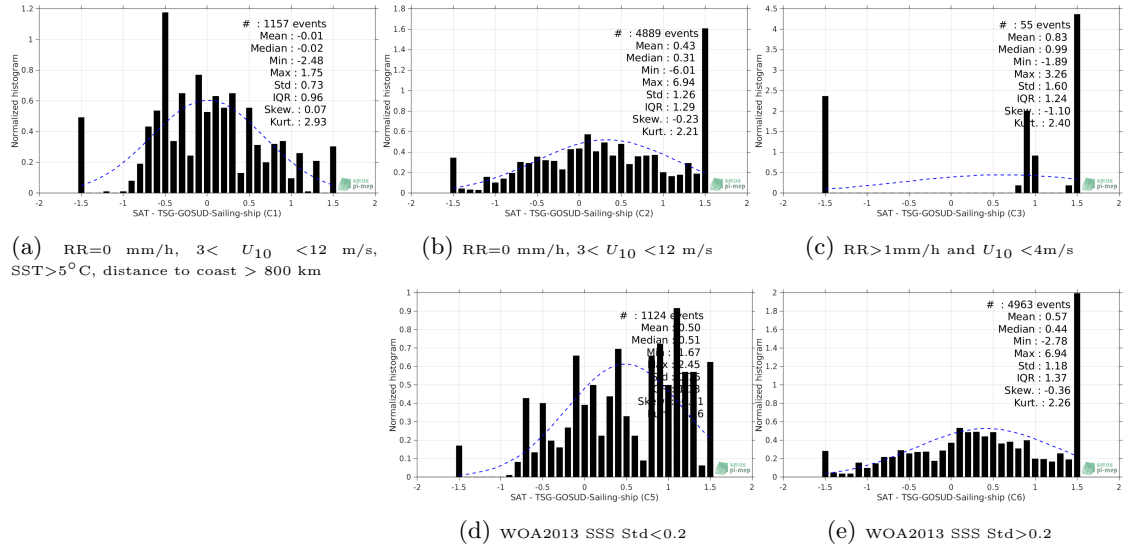 # : 1157 events
Mean : -0.01
Median : -0.02
Min : -2.48
Max : 1.75
Std : 0.73
IQR : 0.96
Skew. : 0.07
Kurt. : 2.93
Normalized histogram
1.2
1
0.8
0.6
0.4
0.2
0
-2 -1.5 -1 -0.5 0 0.5 1 1.5 2
SAT - TSG-GOSUD-Sailing-ship (C1)
smos
pi-mep
(a) RR=0 mm/h, 3< U10 <12 m/s,
SST>5°C, distance to coast > 800 km
# : 4889 events
Mean : 0.43
Median : 0.31
Min : -6.01
Max : 6.94
Std : 1.26
IQR : 1.29
Skew. : -0.23
Kurt. : 2.21
Normalized histogram
1.8
1.6
1.4
1.2
1
0.8
0.6
0.4
0.2
0
-2 -1.5 -1 -0.5 0 0.5 1 1.5 2
SAT - TSG-GOSUD-Sailing-ship (C2)
smos
pi-mep
(b) RR=0 mm/h, 3< U10 <12 m/s
# : 55 events
Mean : 0.83
Median : 0.99
Min : -1.89
Max : 3.26
Std : 1.60
IQR : 1.24
Skew. : -1.10
Kurt. : 2.40
Normalized histogram
4.5
4
3.5
3
2.5
2
1.5
1
0.5
0
-2 -1.5 -1 -0.5 0 0.5 1 1.5 2
SAT - TSG-GOSUD-Sailing-ship (C3)
smos
pi-mep
(c) RR>1mm/h and U10 <4m/s
# : 1124 events
Mean : 0.50
Median : 0.51
Normalized histogram
1
0.9
0.8
0.7
0.6
0.5
0.4
0.3
0.2
0.1
0
-2 -1.5 -1 -0.5 0 0.5 1 1.5 2
SAT - TSG-GOSUD-Sailing-ship (C5)
smos
pi-mep
(d) WOA2013 SSS Std<0.2
# : 4963 events
Mean : 0.57
Median : 0.44
Min : -2.78
Max : 6.94
Std : 1.18
IQR : 1.37
Skew. : -0.36
Kurt. : 2.26
Normalized histogram
2
1.8
1.6
1.4
1.2
1
0.8
0.6
0.4
0.2
0
-2 -1.5 -1 -0.5 0 0.5 1 1.5 2
SAT - TSG-GOSUD-Sailing-ship (C6)
smos
pi-mep
(e) WOA2013 SSS Std>0.2